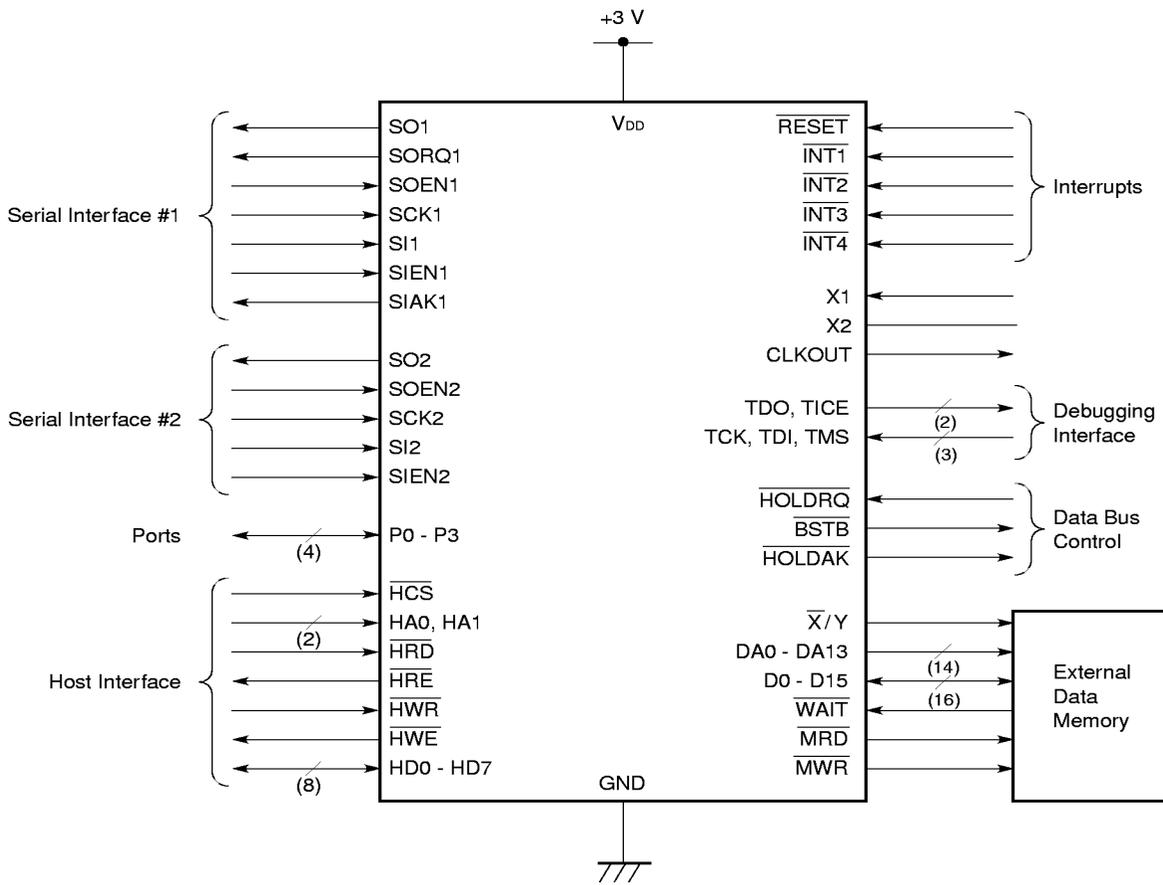 +3 V
VDD
Serial Interface #1
SO1
SORQ1
SOEN1
SCK1
SI1
SIEN1
SIAK1
Serial Interface #2
SO2
SOEN2
SCK2
SI2
SIEN2
Ports
(4)
P0 - P3
Host Interface
HCS
(2)
HA0, HA1
HRD
HRE
HWR
HWE
(8)
HD0 - HD7
RESET
INT1
INT2
INT3
INT4
Interrupts
X1
X2
CLKOUT
TDO, TICE
(2)
TCK, TDI, TMS
(3)
Debugging
Interface
HOLDRQ
BSTB
HOLDAK
Data Bus
Control
X/Y
DA0 - DA13
(14)
D0 - D15
(16)
WAIT
MRD
MWR
External
Data
Memory
GND